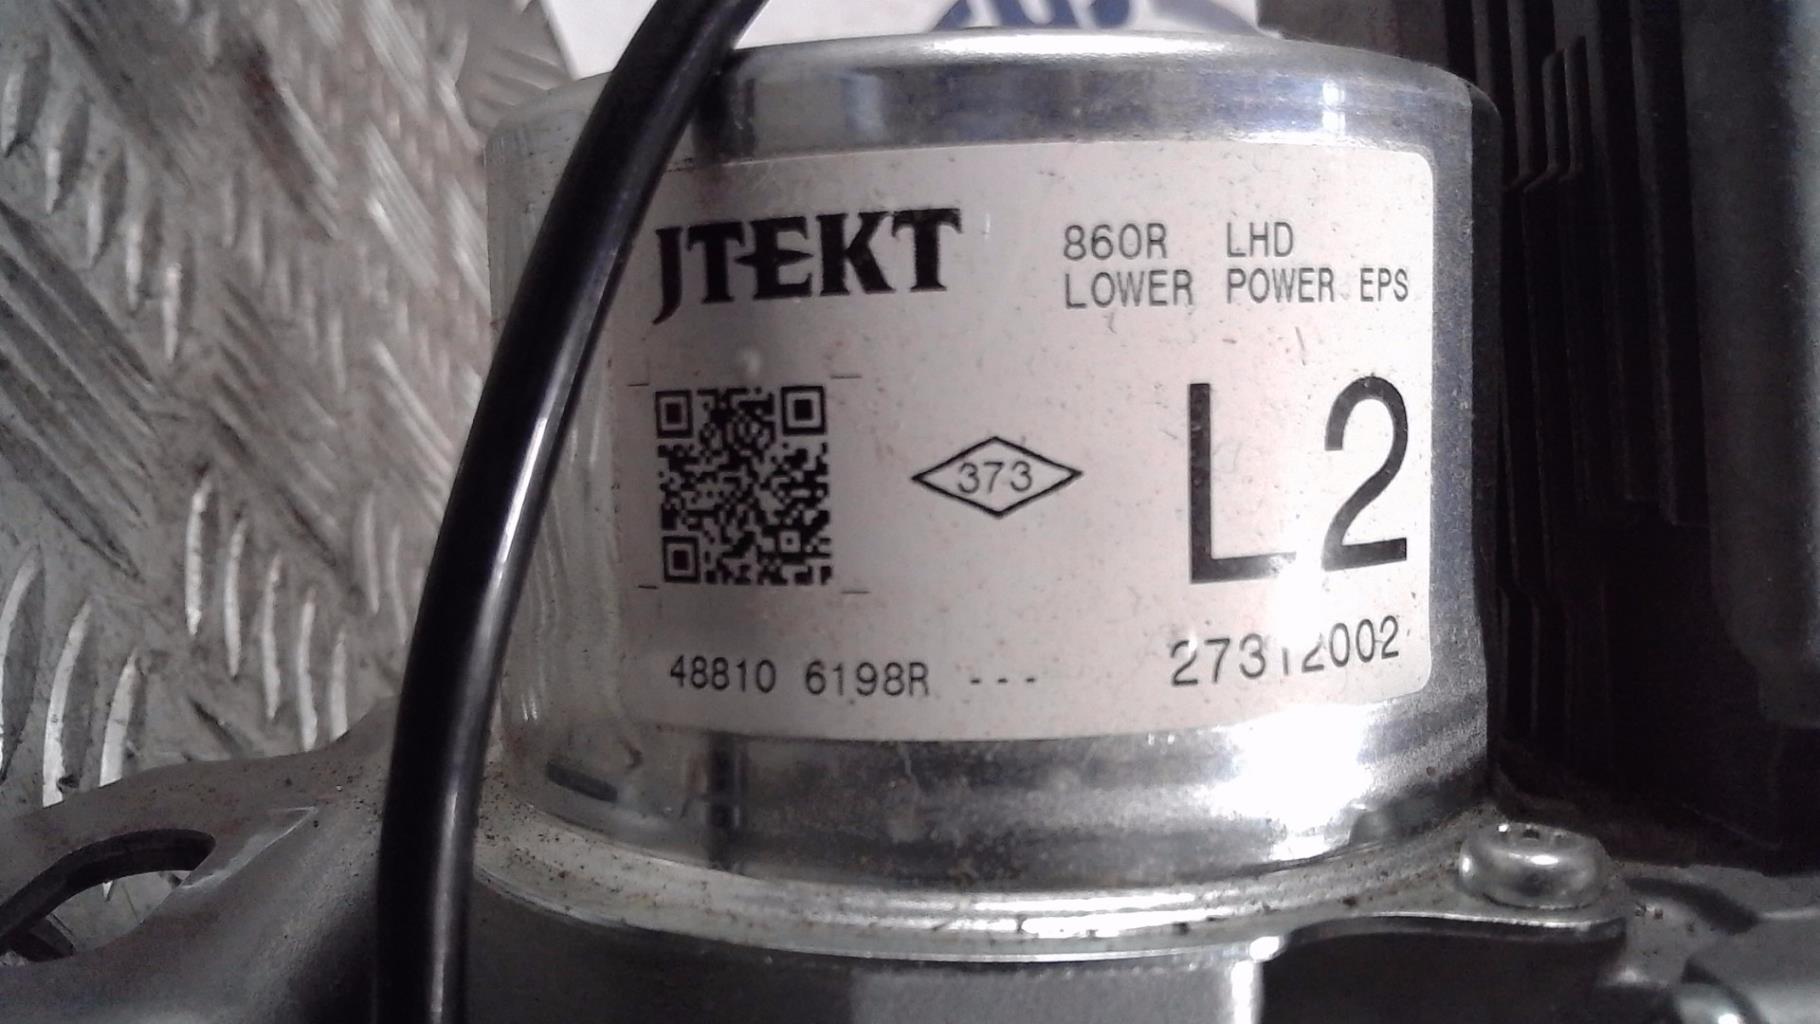 JTEKT
860R LHD
LOWER POWER EPS
373
L2
48810 6198R ---
27312002